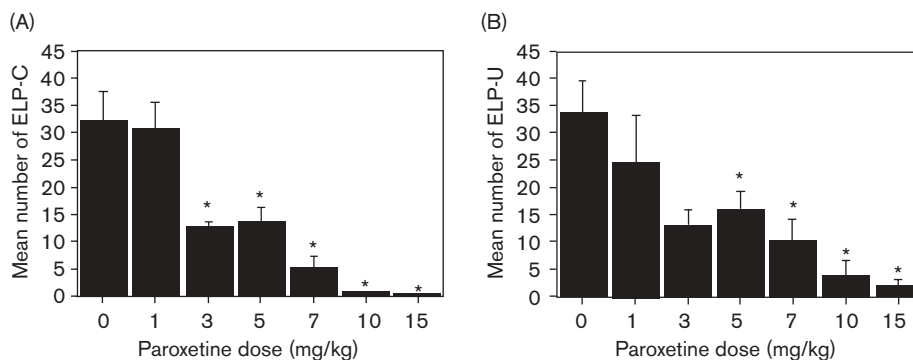 (A)
Mean number of ELP-C
45
40
35
30
25
20
15
10
5
0
* * * * *
0 1 3 5 7 10 15
Paroxetine dose (mg/kg)
(B)
Mean number of ELP-U
45
40
35
30
25
20
15
10
5
0
* * * *
0 1 3 5 7 10 15
Paroxetine dose (mg/kg)